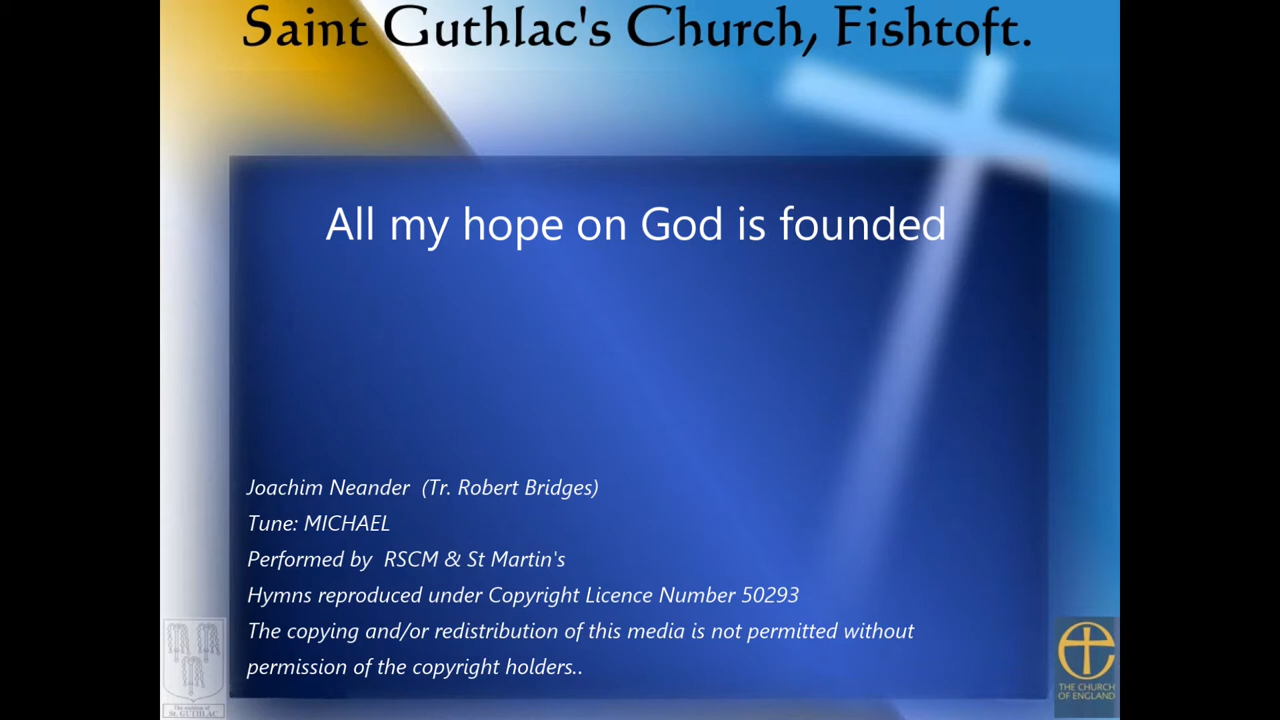 Saint Guthlac's Church, Fishtoft.
All my hope on God is founded
Joachim Neander  (Tr. Robert Bridges)
Tune: MICHAEL
Performed by  RSCM & St Martin's
Hymns reproduced under Copyright Licence Number 50293
The copying and/or redistribution of this media is not permitted without
permission of the copyright holders..
St. GUTHLAC
THE CHURCH
OF ENGLAND